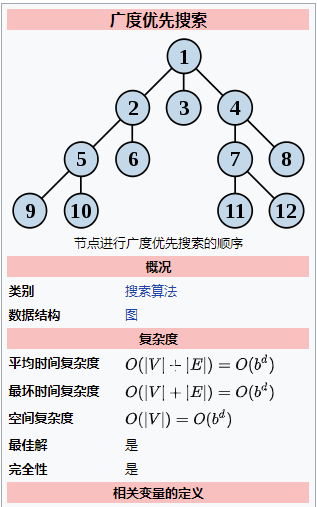 广度优先搜索
1
2 3 4
5 6 7 8
9 10 11 12
节点进行广度优先搜索的顺序
概况
类别 搜索算法
数据结构 图
复杂度
平均时间复杂度 O(|V| + |E|) = O(b^d)
最坏时间复杂度 O(|V| + |E|) = O(b^d)
空间复杂度 O(|V|) = O(b^d)
最佳解 是
完全性 是
相关变量的定义